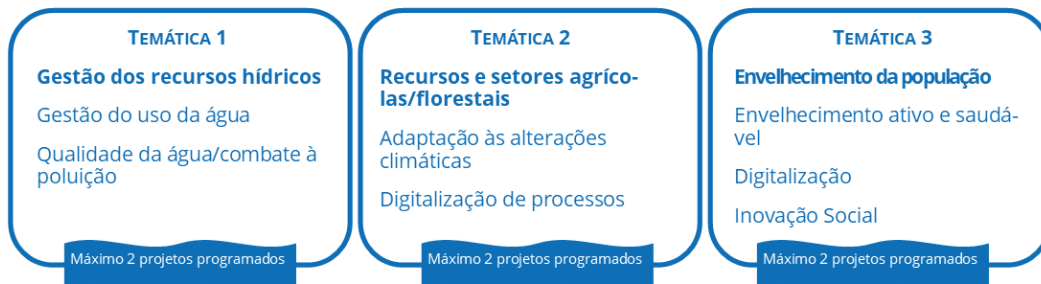 TEMÁTICA 1
Gestão dos recursos hídricos
Gestão do uso da água
Qualidade da água/combate à
poluição
Máximo 2 projetos programados
TEMÁTICA 2
Recursos e setores agríco-
las/florestais
Adaptação às alterações
climáticas
Digitalização de processos
Máximo 2 projetos programados
TEMÁTICA 3
Envelhecimento da população
Envelhecimento ativo e saudá-
vel
Digitalização
Inovação Social
Máximo 2 projetos programados